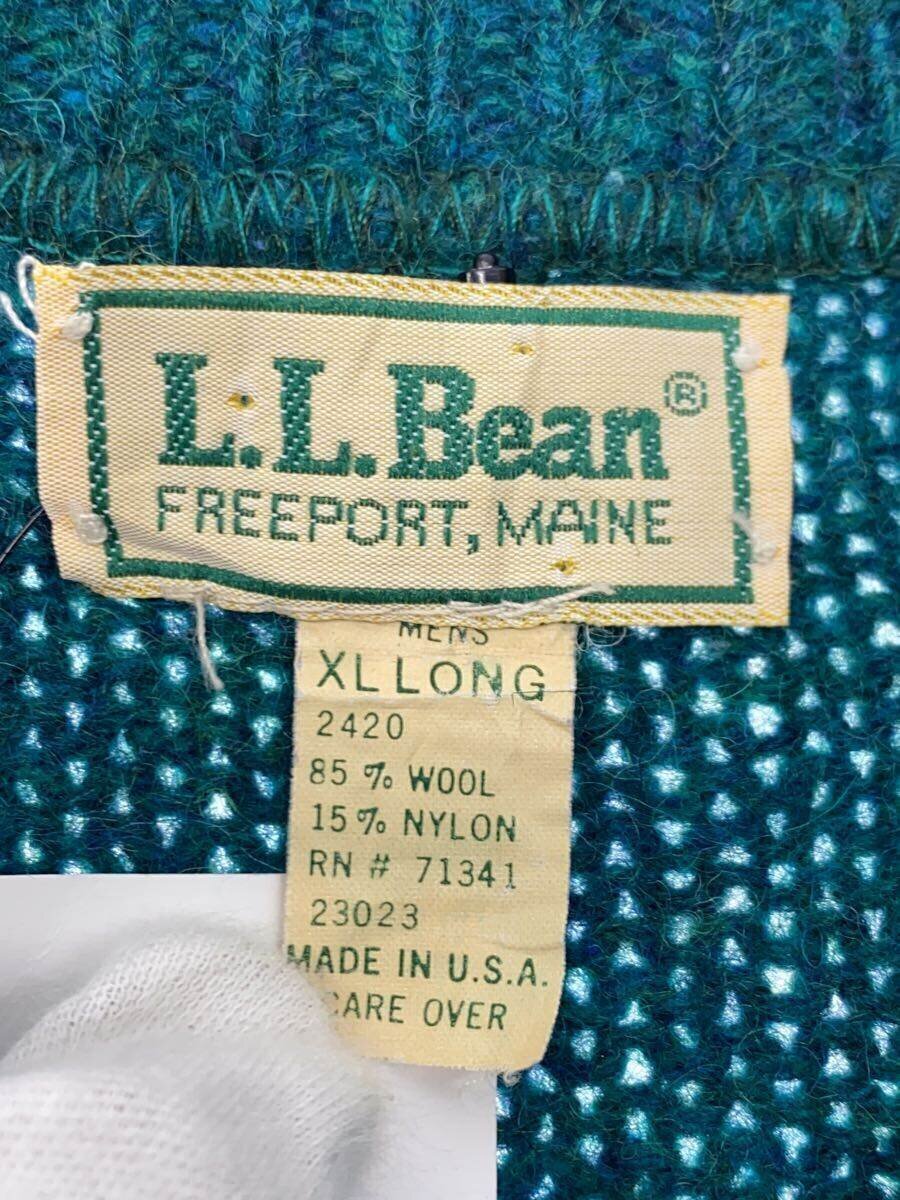 L.L.Bean®
FREEPORT, MAINE
MENS
XL LONG
2420
85 % WOOL
15 % NYLON
RN # 71341
23023
MADE IN U.S.A.
CARE OVER